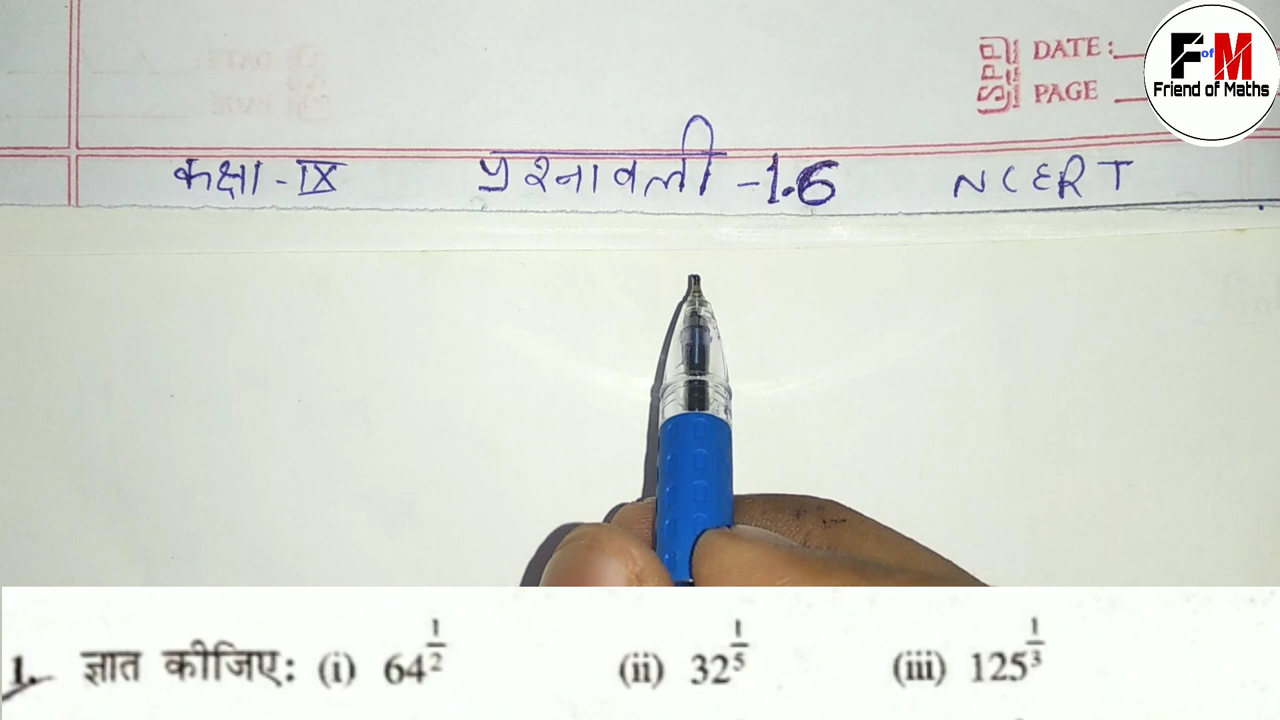 DATE:
PAGE
FofM
Friend of Maths
कक्षा - IX प्रश्नावली - 1.6 NCERT
1. ज्ञात कीजिए: (i) 64^{1/2} (ii) 32^{1/5} (iii) 125^{1/3}